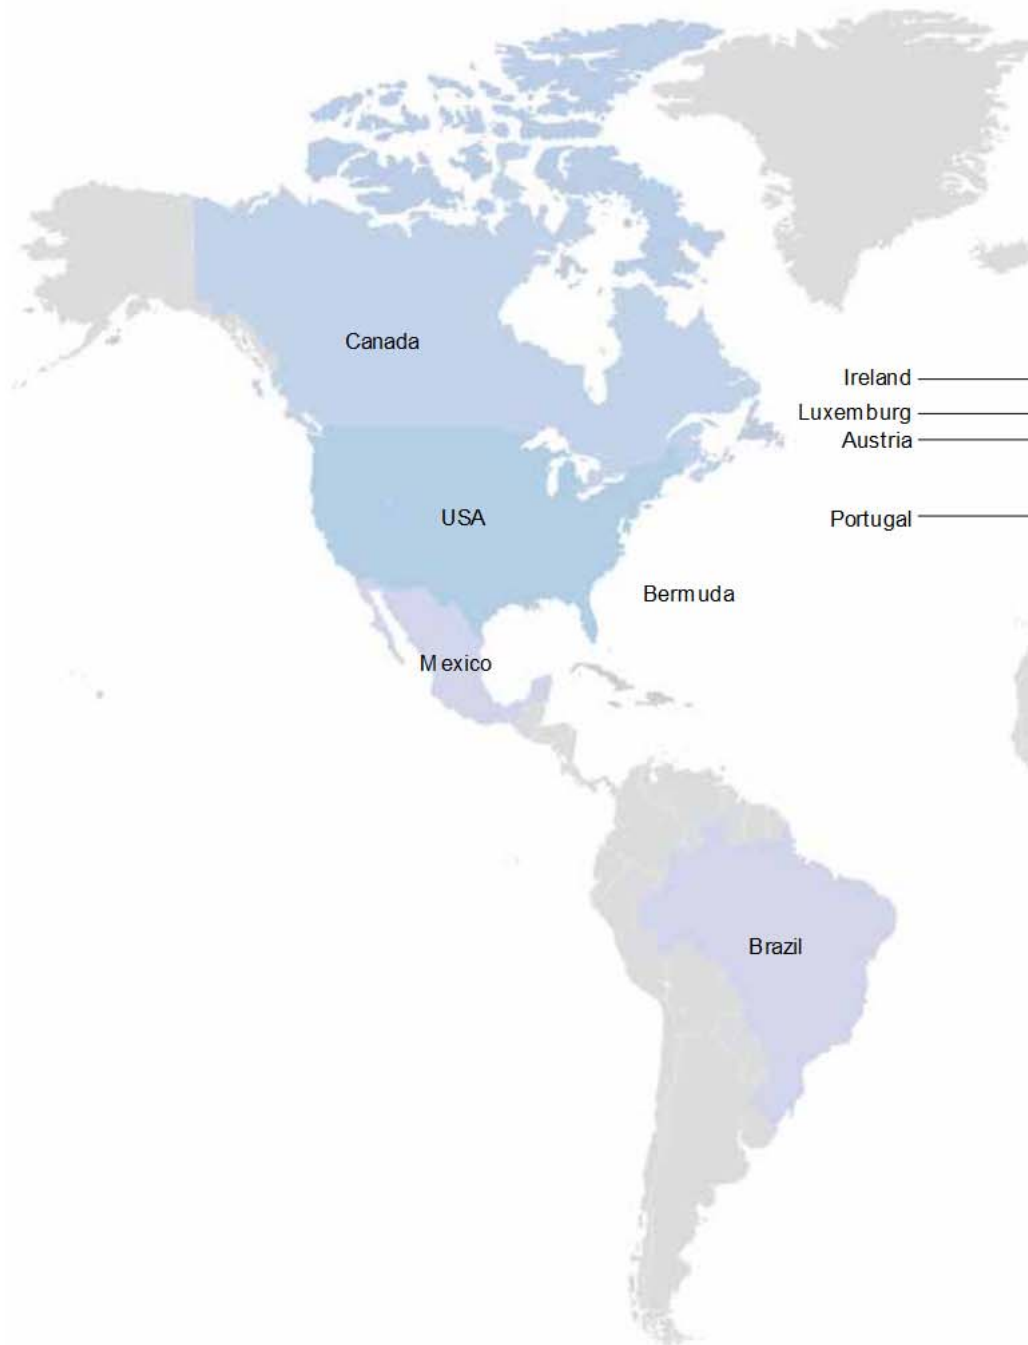 Canada
Ireland
Luxemburg
Austria
USA
Portugal
Bermuda
Mexico
Brazil